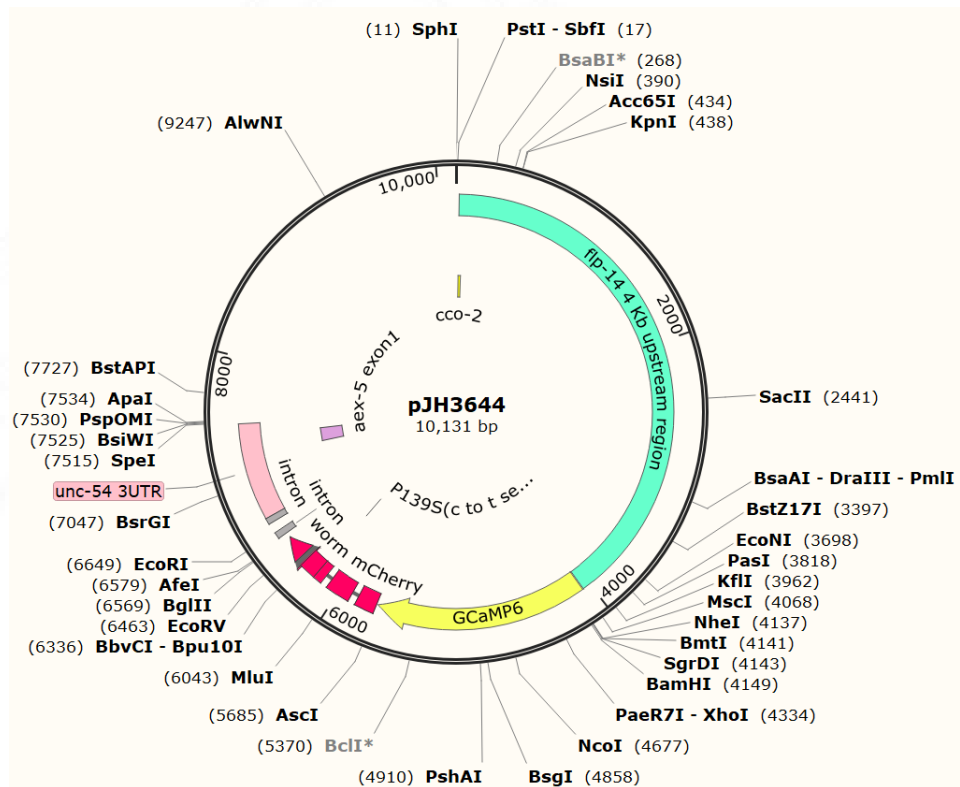 (11) SphI
PstI - SbfI (17)
BsaBI* (268)
NsiI (390)
Acc65I (434)
KpnI (438)
(9247) AlwNI
10,000
2000
4000
6000
8000
flp-14 4 Kb upstream region
cco-2
aex-5 exon1
pJH3644
10,131 bp
P139S(c to t se...
intron
intron
worm mCherry
GCaMP6
SacII (2441)
BsaAI - DraIII - PmlI
BstZ17I (3397)
EcoNI (3698)
PasI (3818)
KflI (3962)
MscI (4068)
NheI (4137)
BmtI (4141)
SgrDI (4143)
BamHI (4149)
PaeR7I - XhoI (4334)
NcoI (4677)
BsgI (4858)
(4910) PshAI
(5370) BclI*
(5685) AscI
(6043) MluI
(6336) BbvCI - Bpu10I
(6463) EcoRV
(6569) BglII
(6579) AfeI
(6649) EcoRI
(7047) BsrGI
unc-54 3UTR
(7515) SpeI
(7525) BsiWI
(7530) PspOMI
(7534) ApaI
(7727) BstAPI